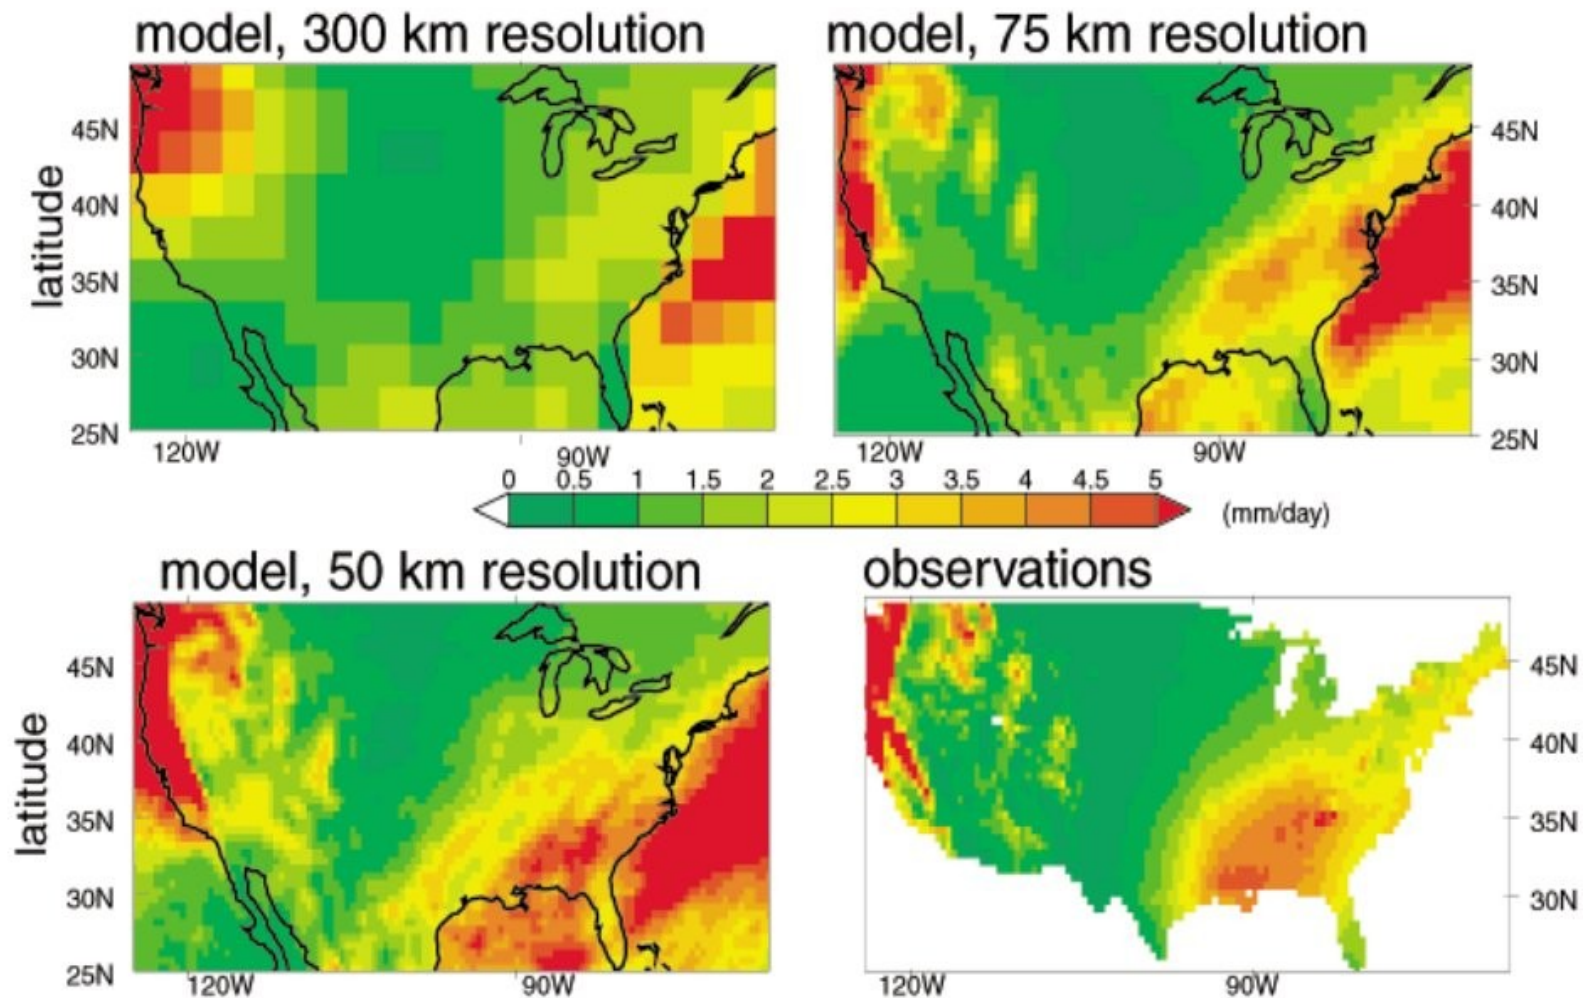 model, 300 km resolution
model, 75 km resolution
latitude
45N
40N
35N
30N
25N
120W
90W
45N
40N
35N
30N
25N
120W
90W
0 0.5 1 1.5 2 2.5 3 3.5 4 4.5 5
(mm/day)
model, 50 km resolution
observations
latitude
45N
40N
35N
30N
25N
120W
90W
45N
40N
35N
30N
120W
90W